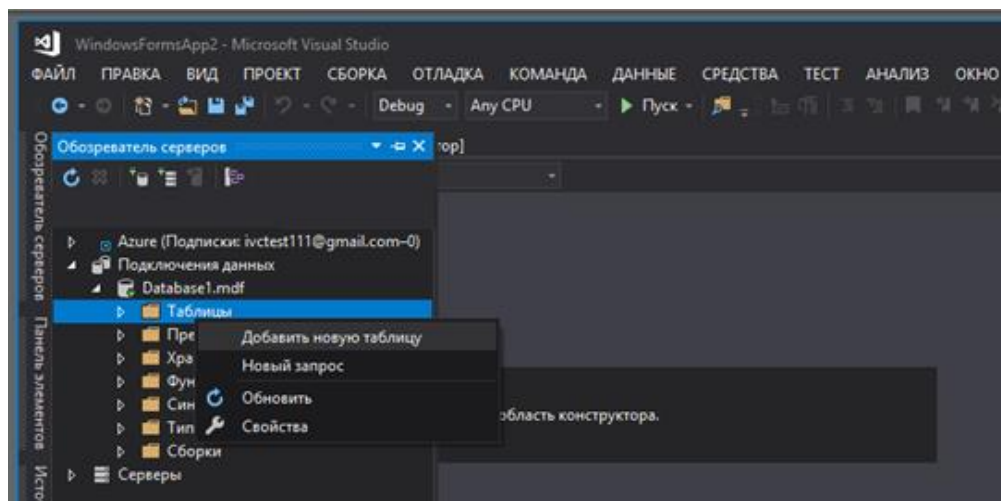 WindowsFormsApp2 - Microsoft Visual Studio
ФАЙЛ ПРАВКА ВИД ПРОЕКТ СБОРКА ОТЛАДКА КОМАНДА ДАННЫЕ СРЕДСТВА ТЕСТ АНАЛИЗ ОКНО
Debug Any CPU Пуск
Обозреватель серверов
Обозреватель серверов
тор]
Azure (Подписки: ivctest111@gmail.com–0)
Подключения данных
Database1.mdf
Таблицы
Пре
Добавить новую таблицу
Хра
Новый запрос
Фун
Син
Обновить
область конструктора.
Тип
Свойства
Сборки
Серверы
Панель элементов
Исто